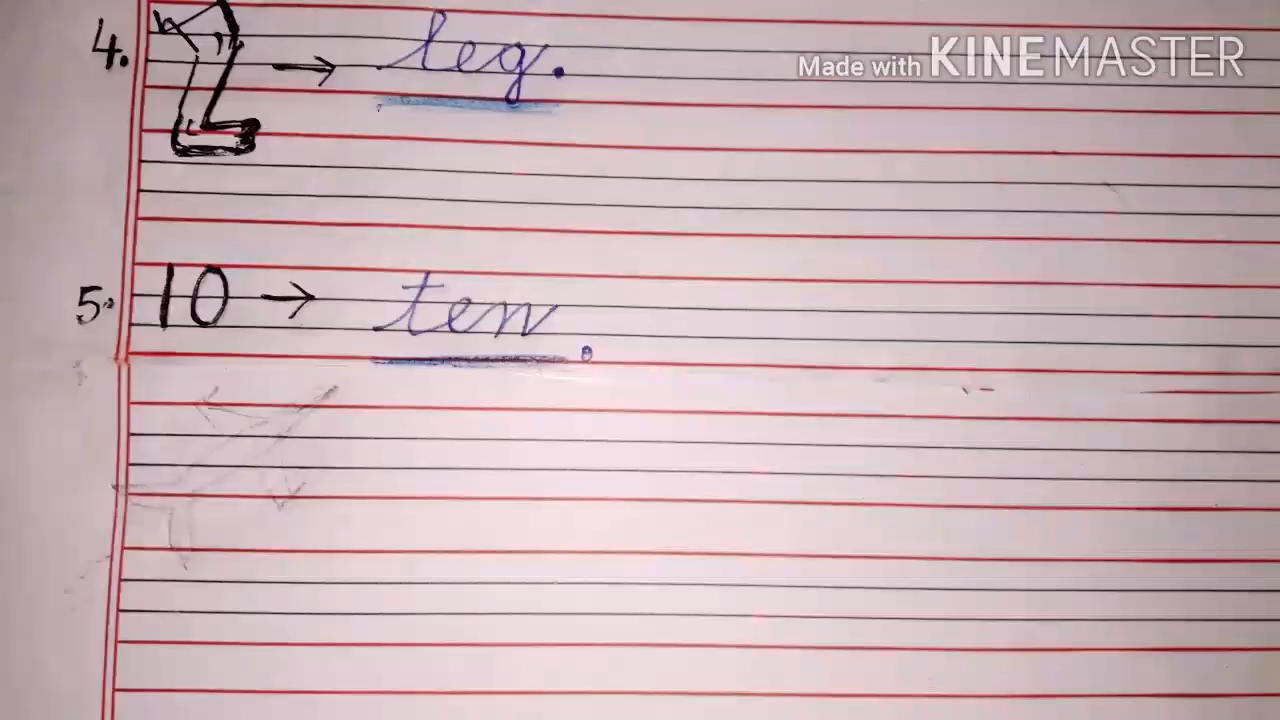 4. → leg.
Made with KINEMASTER
5. 10 → ten.